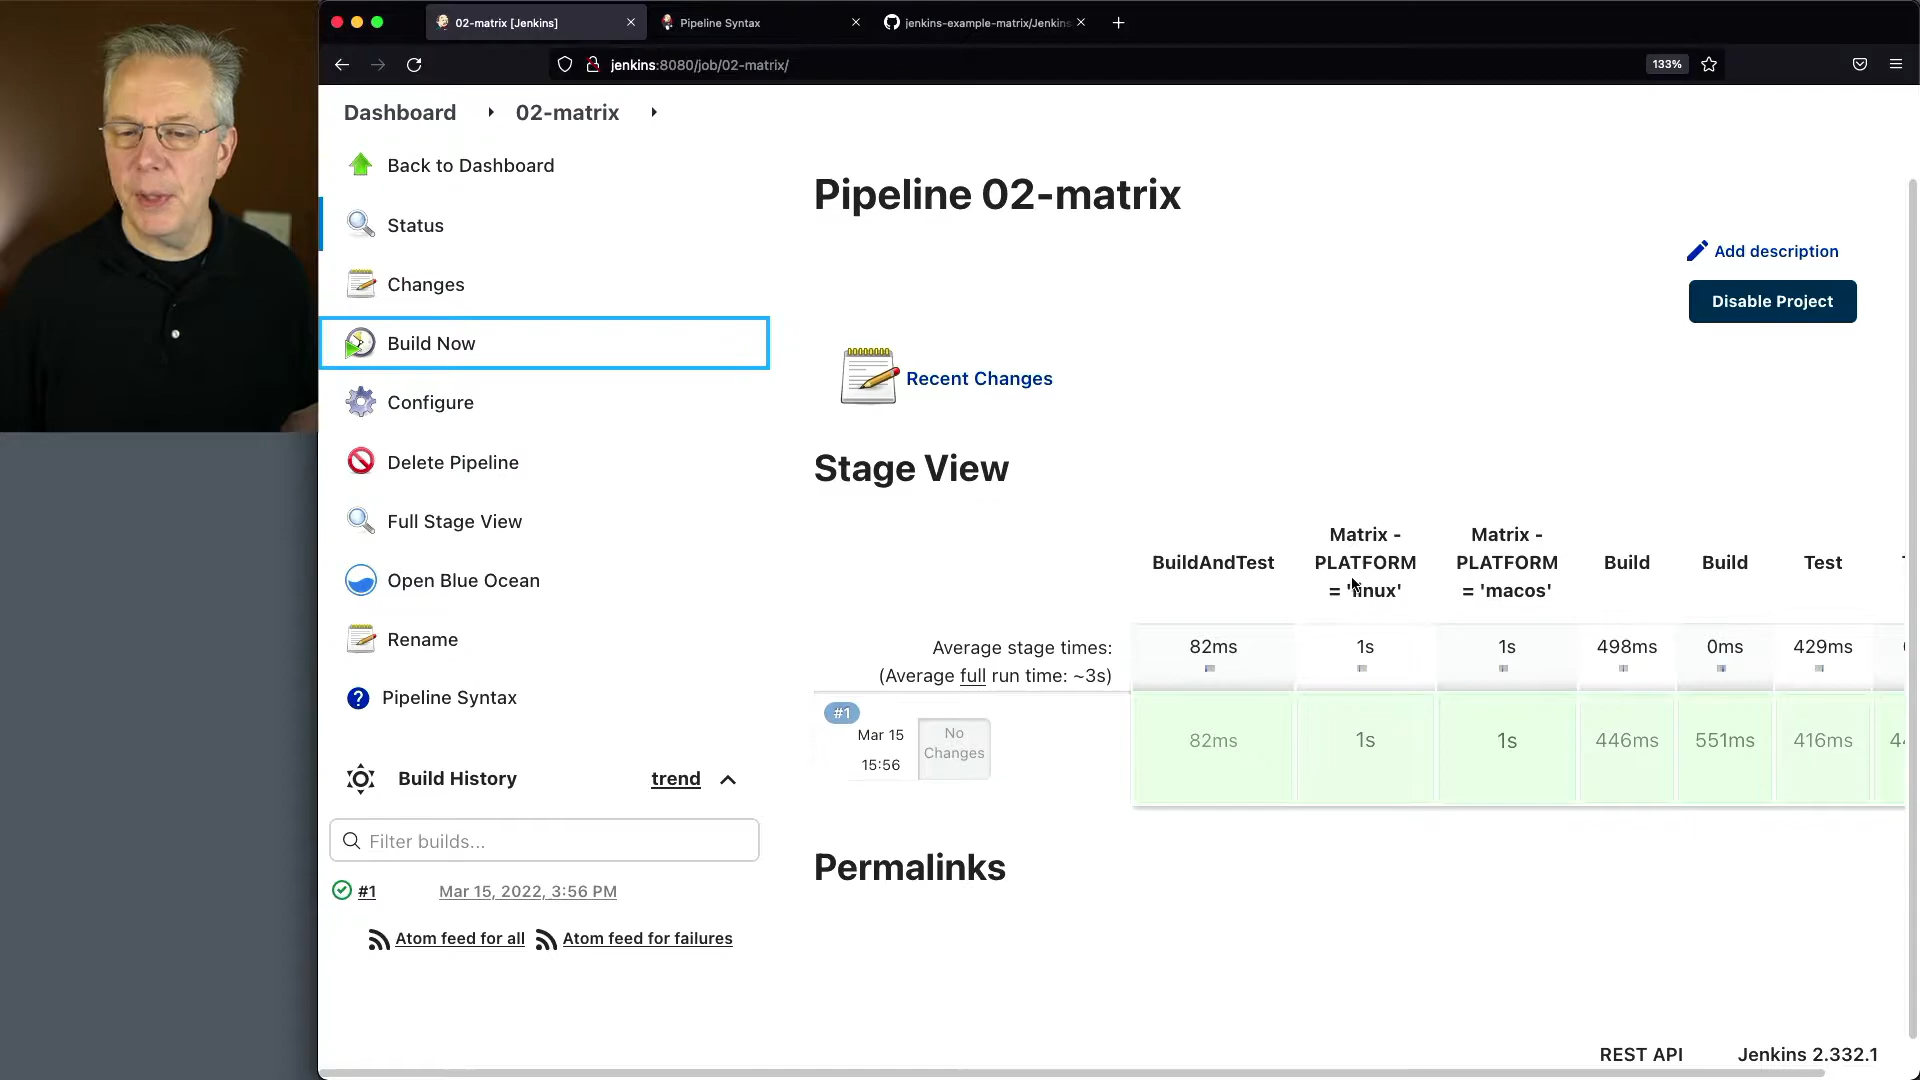 02-matrix [Jenkins]
Pipeline Syntax
jenkins-example-matrix/Jenkins
jenkins:8080/job/02-matrix/
133%
Dashboard
02-matrix
Back to Dashboard
Status
Changes
Build Now
Configure
Delete Pipeline
Full Stage View
Open Blue Ocean
Rename
Pipeline Syntax
Build History
trend
Filter builds...
#1
Mar 15, 2022, 3:56 PM
Atom feed for all
Atom feed for failures
Pipeline 02-matrix
Add description
Disable Project
Recent Changes
Stage View
BuildAndTest
Matrix -
PLATFORM
= 'linux'
Matrix -
PLATFORM
= 'macos'
Build
Build
Test
Average stage times:
(Average full run time: ~3s)
82ms
1s
1s
498ms
0ms
429ms
#1
Mar 15
15:56
No
Changes
82ms
1s
1s
446ms
551ms
416ms
Permalinks
REST API
Jenkins 2.332.1